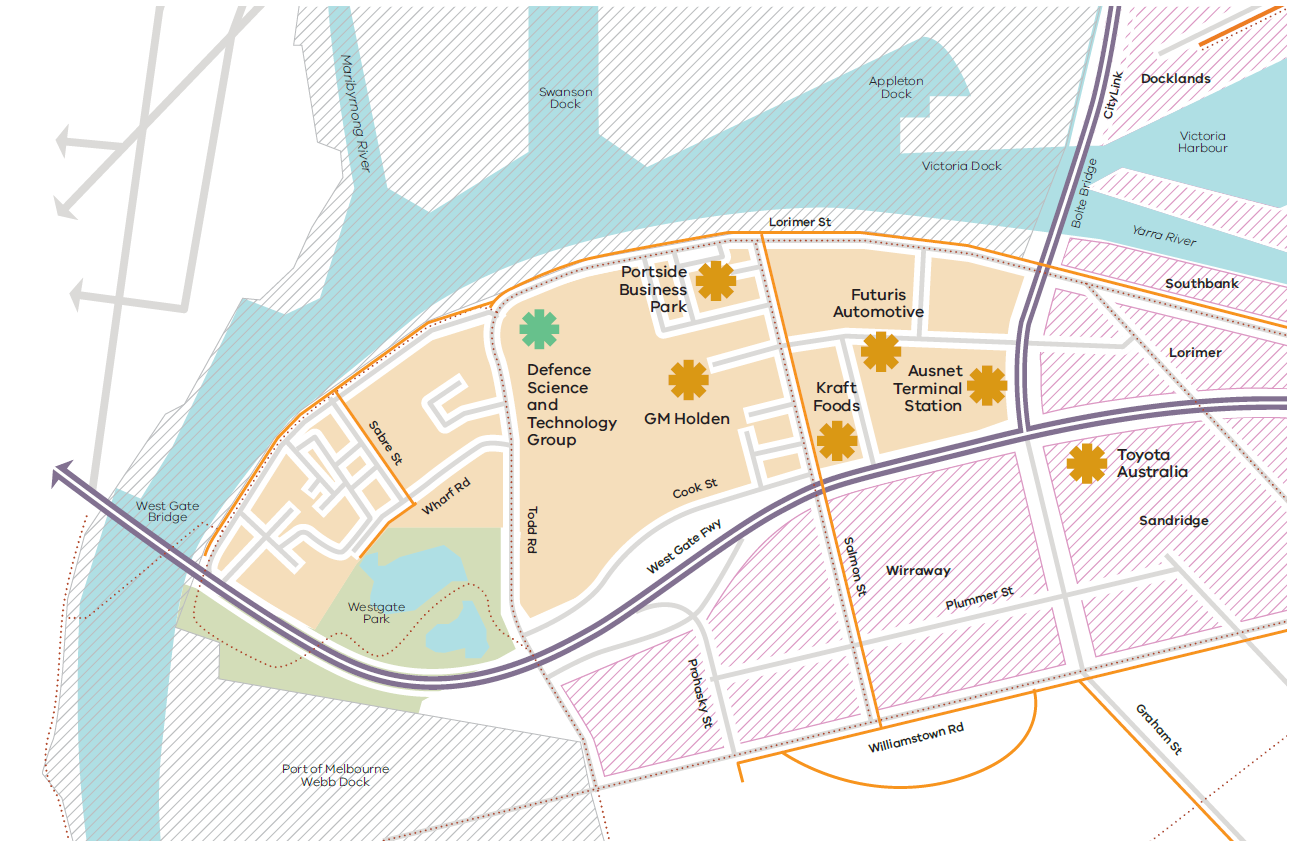 Maribyrnong River
Swanson
Dock
Appleton
Dock
CityLink
Docklands
Victoria
Harbour
Victoria Dock
Bolte Bridge
Yarra River
Lorimer St
Southbank
Portside
Business
Park
Futuris
Automotive
Lorimer
Defence
Science
and
Technology
Group
GM Holden
Kraft
Foods
Ausnet
Terminal
Station
Sabre St
Toyota
Australia
Wharf Rd
Cook St
West Gate
Bridge
Todd Rd
West Gate Fwy
Sandridge
Salmon St
Wirraway
Plummer St
Westgate
Park
Prohasky St
Williamstown Rd
Graham St
Port of Melbourne
Webb Dock